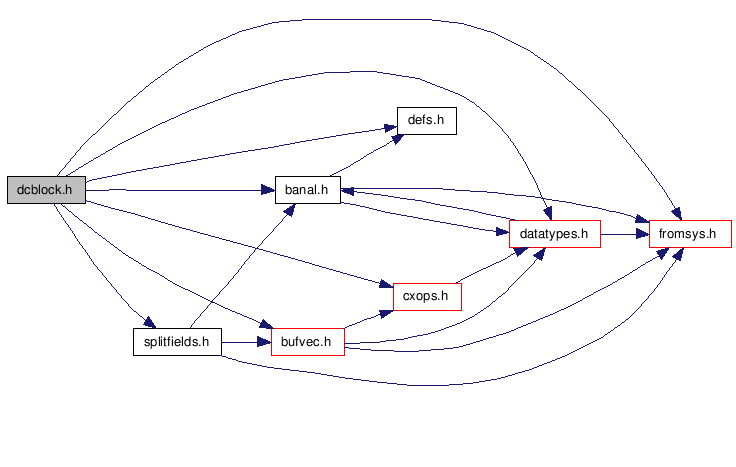 defs.h
dcblock.h
banal.h
datatypes.h
fromsys.h
cxops.h
splitfields.h
bufvec.h